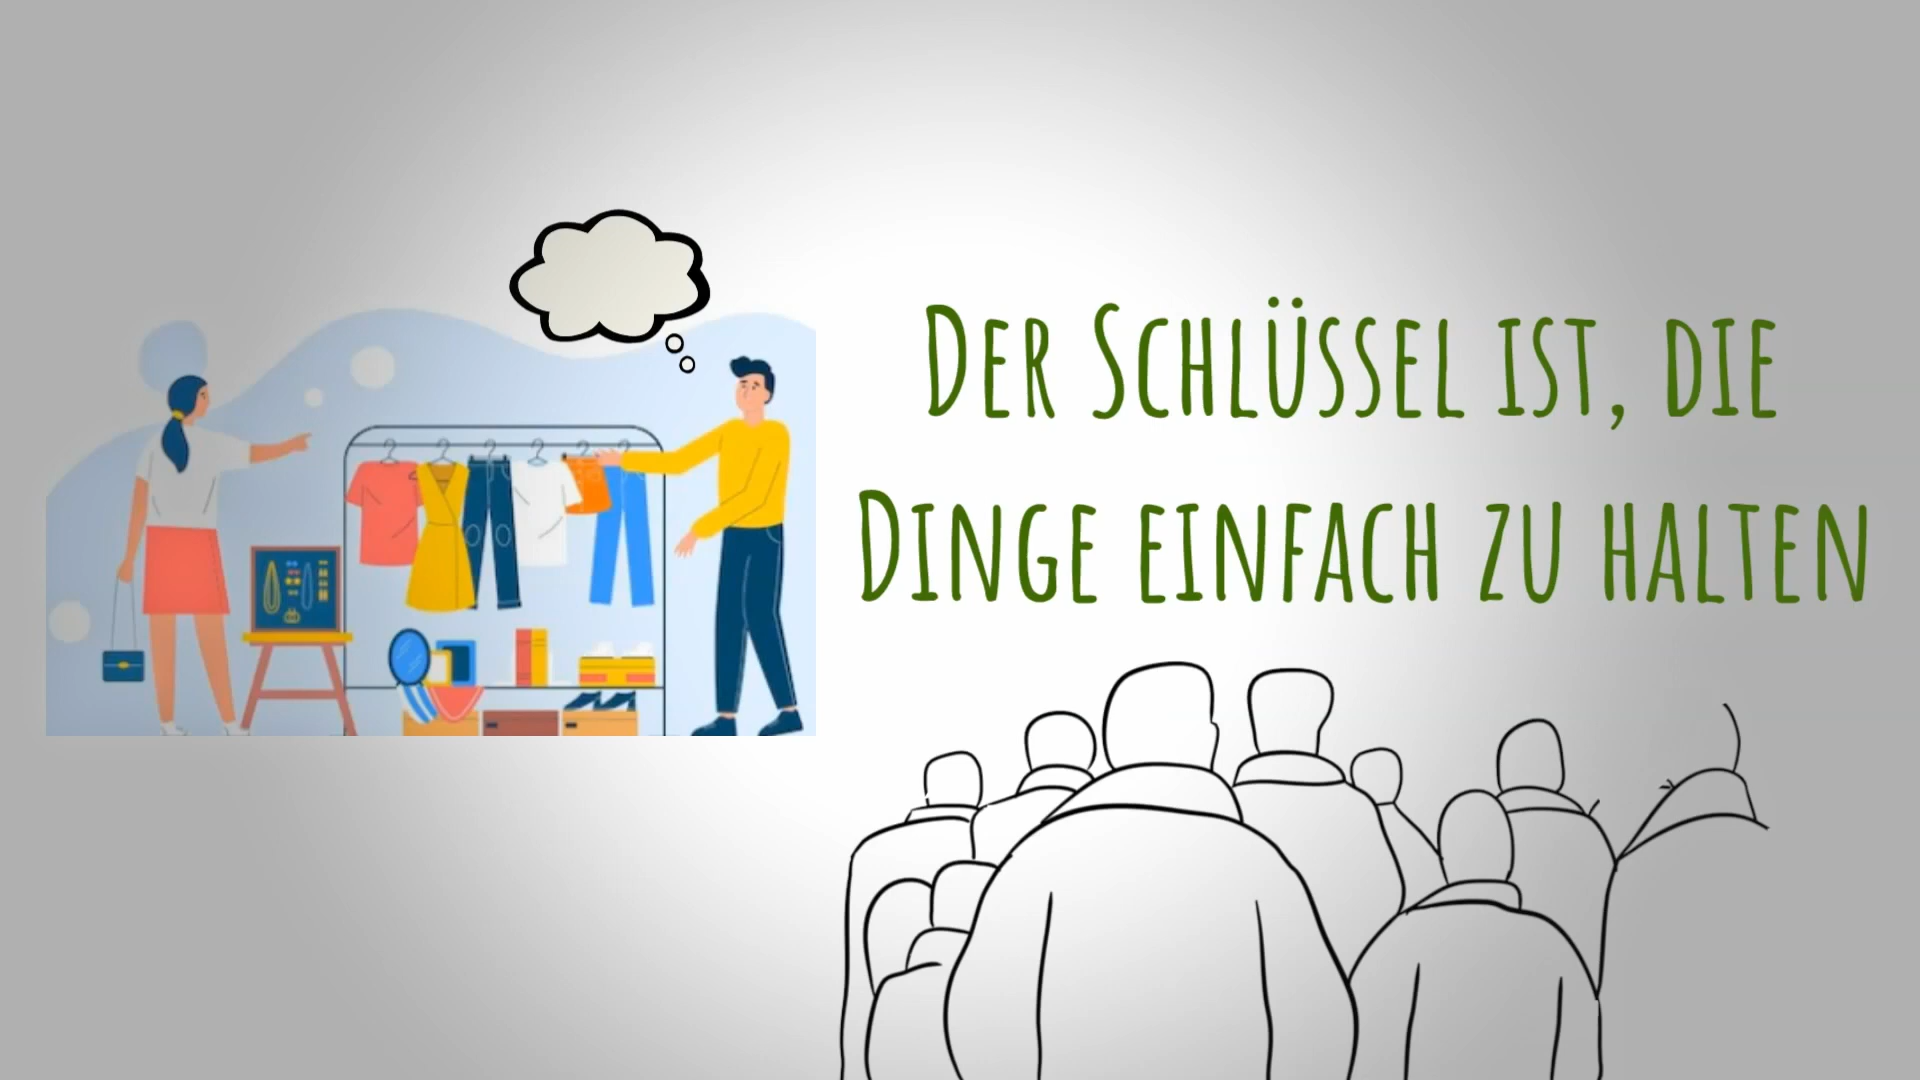 Der Schlüssel ist, die
Dinge einfach zu halten